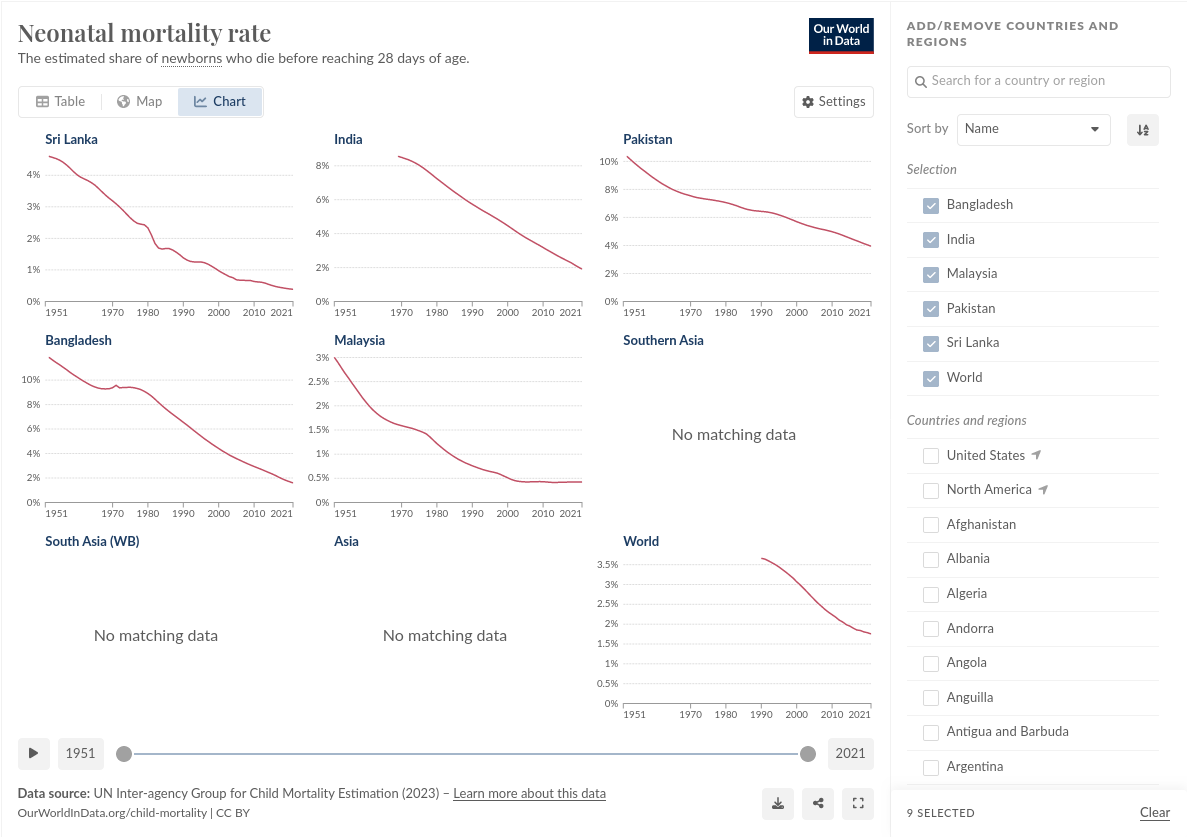 Neonatal mortality rate
The estimated share of newborns who die before reaching 28 days of age.
Our World
in Data
Table
Map
Chart
Settings
Sri Lanka
4%
3%
2%
1%
0%
1951 1970 1980 1990 2000 2010 2021
India
8%
6%
4%
2%
0%
1951 1970 1980 1990 2000 2010 2021
Pakistan
10%
8%
6%
4%
2%
0%
1951 1970 1980 1990 2000 2010 2021
Bangladesh
10%
8%
6%
4%
2%
0%
1951 1970 1980 1990 2000 2010 2021
Malaysia
3%
2.5%
2%
1.5%
1%
0.5%
0%
1951 1970 1980 1990 2000 2010 2021
Southern Asia
No matching data
South Asia (WB)
No matching data
Asia
No matching data
World
3.5%
3%
2.5%
2%
1.5%
1%
0.5%
0%
1951 1970 1980 1990 2000 2010 2021
1951
2021
Data source: UN Inter-agency Group for Child Mortality Estimation (2023) – Learn more about this data
OurWorldInData.org/child-mortality | CC BY
ADD/REMOVE COUNTRIES AND
REGIONS
Search for a country or region
Sort by
Name
Selection
Bangladesh
India
Malaysia
Pakistan
Sri Lanka
World
Countries and regions
United States
North America
Afghanistan
Albania
Algeria
Andorra
Angola
Anguilla
Antigua and Barbuda
Argentina
9 SELECTED
Clear